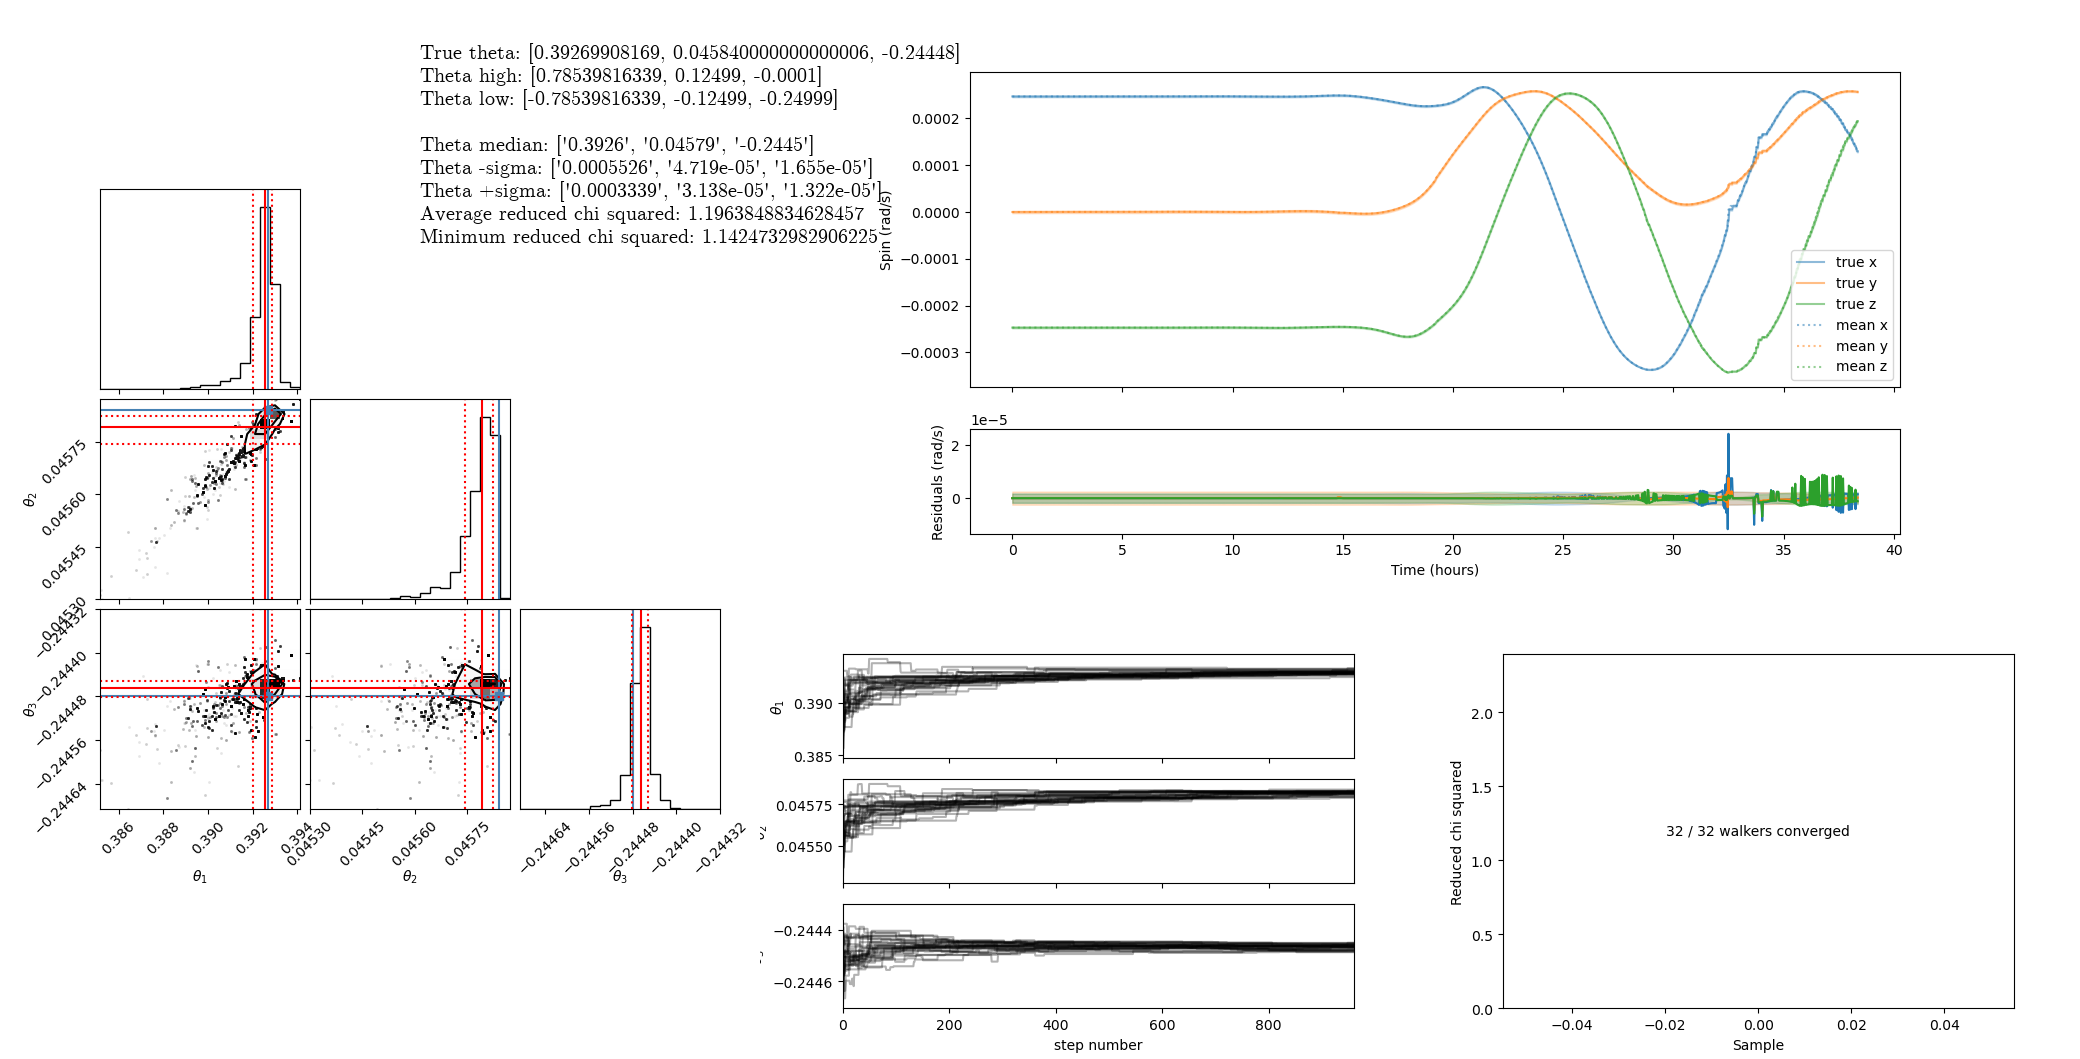 True theta: [0.39269908169, 0.045840000000000006, -0.24448]
Theta high: [0.78539816339, 0.12499, -0.0001]
Theta low: [-0.78539816339, -0.12499, -0.24999]
Theta median: ['0.3926', '0.04579', '-0.2445']
Theta -sigma: ['0.0005526', '4.719e-05', '1.655e-05']
Theta +sigma: ['0.0003339', '3.138e-05', '1.322e-05']
Average reduced chi squared: 1.1963848834628457
Minimum reduced chi squared: 1.1424732982906225
θ2
0.04575
0.04560
0.04545
0.04530
θ3
−0.24432
−0.24440
−0.24448
−0.24456
−0.24464
0.386
0.388
0.390
0.392
0.394
θ1
0.04530
0.04545
0.04560
0.04575
θ2
−0.24464
−0.24456
−0.24448
−0.24440
−0.24432
θ3
Spin (rad/s)
0.0002
0.0001
0.0000
−0.0001
−0.0002
−0.0003
true x
true y
true z
mean x
mean y
mean z
1e−5
Residuals (rad/s)
2
0
0
5
10
15
20
25
30
35
40
Time (hours)
θ1
0.390
0.385
0.04575
0.04550
−0.2444
−0.2446
0
200
400
600
800
step number
Reduced chi squared
2.0
1.5
1.0
0.5
0.0
32 / 32 walkers converged
−0.04
−0.02
0.00
0.02
0.04
Sample